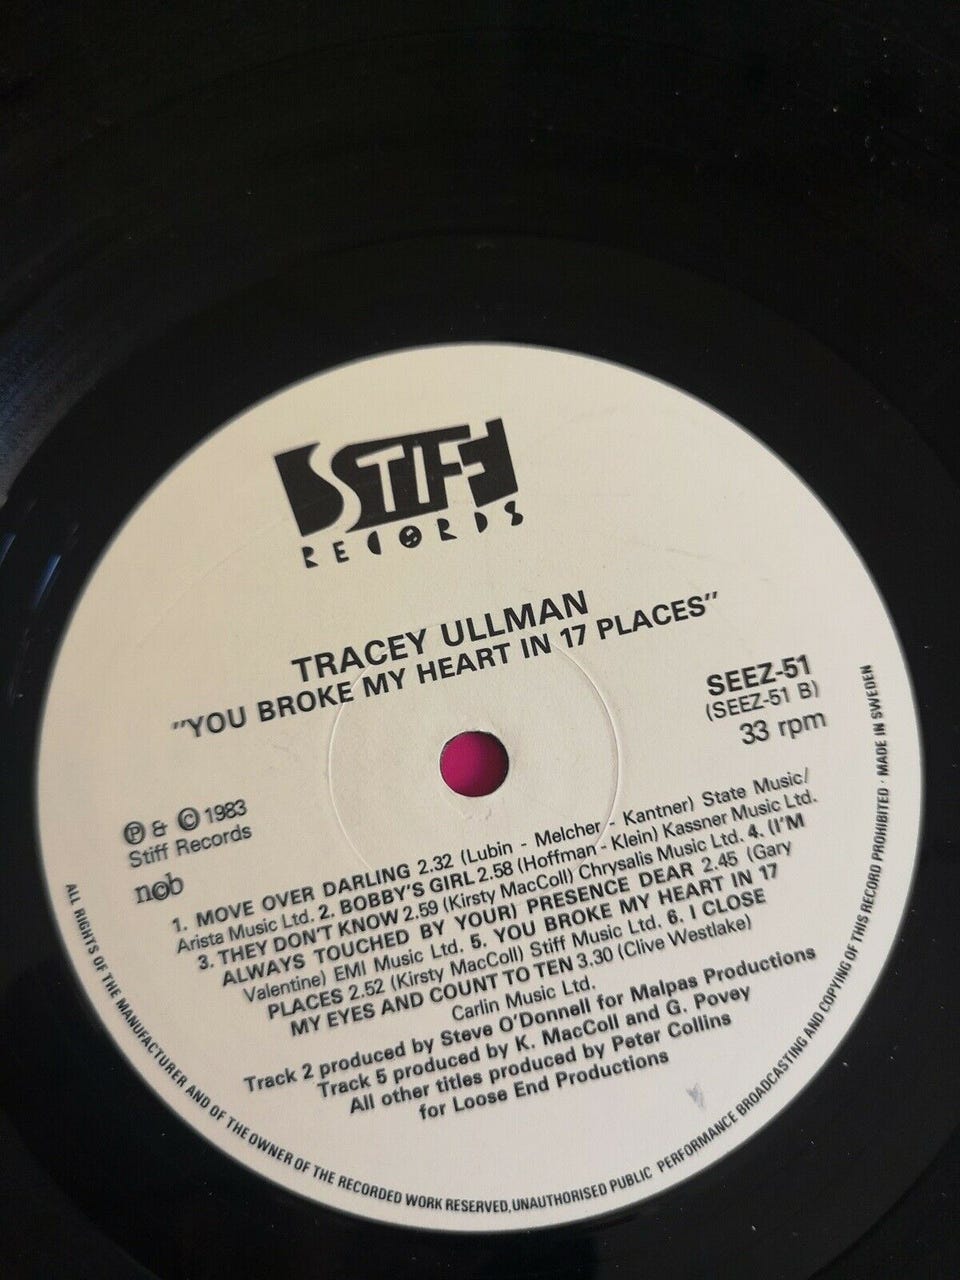 STIFF
RECORDS
TRACEY ULLMAN
"YOU BROKE MY HEART IN 17 PLACES"
SEEZ-51
(SEEZ-51 B)
33 rpm
℗ & © 1983
Stiff Records
ncb
1. MOVE OVER DARLING 2.32 (Lubin - Melcher - Kantner) State Music/
Arista Music Ltd. 2. BOBBY'S GIRL 2.58 (Hoffman - Klein) Kassner Music Ltd.
3. THEY DON'T KNOW 2.59 (Kirsty MacColl) Chrysalis Music Ltd. 4. (I'M
ALWAYS TOUCHED BY YOUR) PRESENCE DEAR 2.45 (Gary
Valentine) EMI Music Ltd. 5. YOU BROKE MY HEART IN 17
PLACES 2.52 (Kirsty MacColl) Stiff Music Ltd. 6. I CLOSE
MY EYES AND COUNT TO TEN 3.30 (Clive Westlake)
Carlin Music Ltd.
Track 2 produced by Steve O'Donnell for Malpas Productions
Track 5 produced by K. MacColl and G. Povey
All other titles produced by Peter Collins
for Loose End Productions
ALL RIGHTS OF THE MANUFACTURER AND OF THE OWNER OF THE RECORDED WORK RESERVED, UNAUTHORISED PUBLIC PERFORMANCE BROADCASTING AND COPYING OF THIS RECORD PROHIBITED · MADE IN SWEDEN